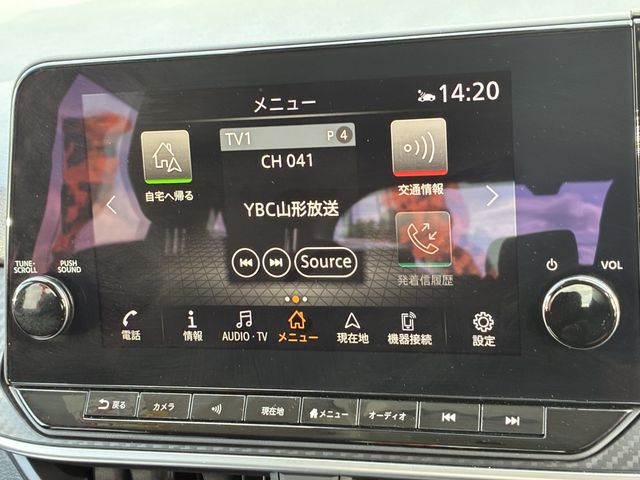 メニュー
14:20
TV1 P 4
CH 041
YBC山形放送
Source
自宅へ帰る
交通情報
発着信履歴
TUNE・SCROLL
PUSH SOUND
VOL
電話
情報
AUDIO・TV
メニュー
現在地
機器接続
設定
戻る
カメラ
現在地
メニュー
オーディオ